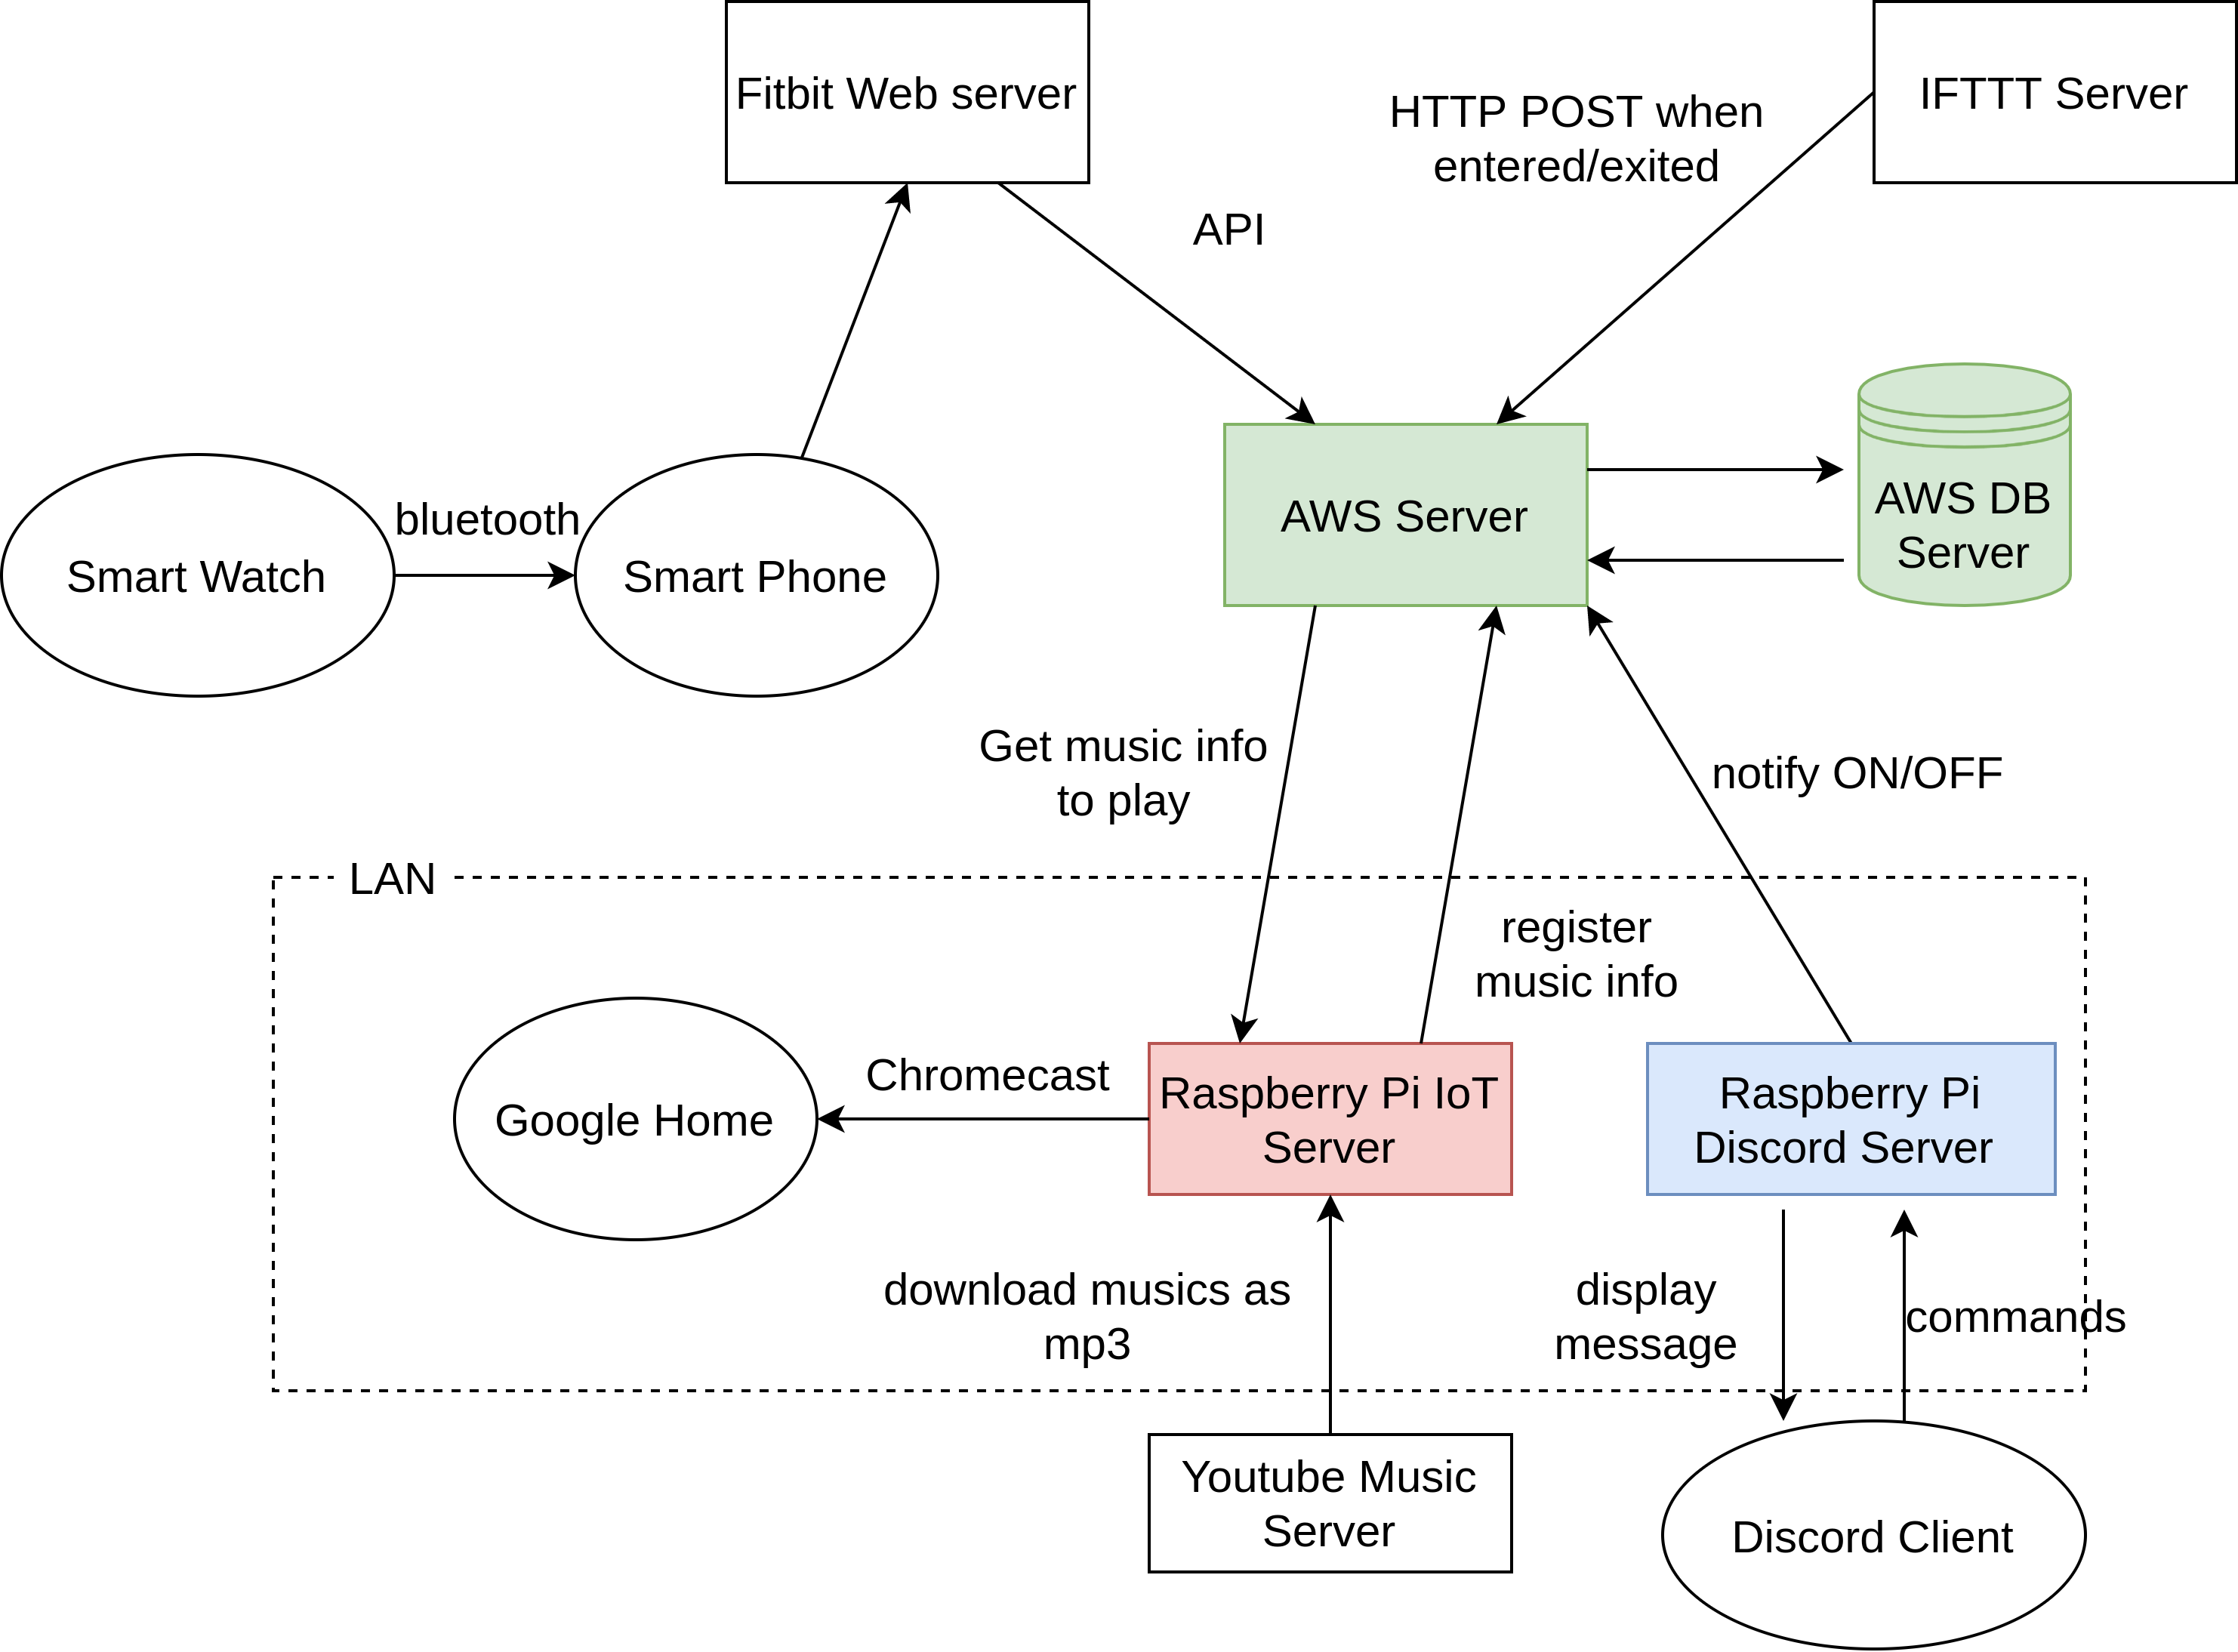 Fitbit Web server
IFTTT Server
HTTP POST when
entered/exited
API
AWS Server
AWS DB
Server
bluetooth
Smart Watch
Smart Phone
Get music info
to play
notify ON/OFF
LAN
register
music info
Google Home
Chromecast
Raspberry Pi IoT
Server
Raspberry Pi
Discord Server
download musics as
mp3
display
message
commands
Youtube Music
Server
Discord Client